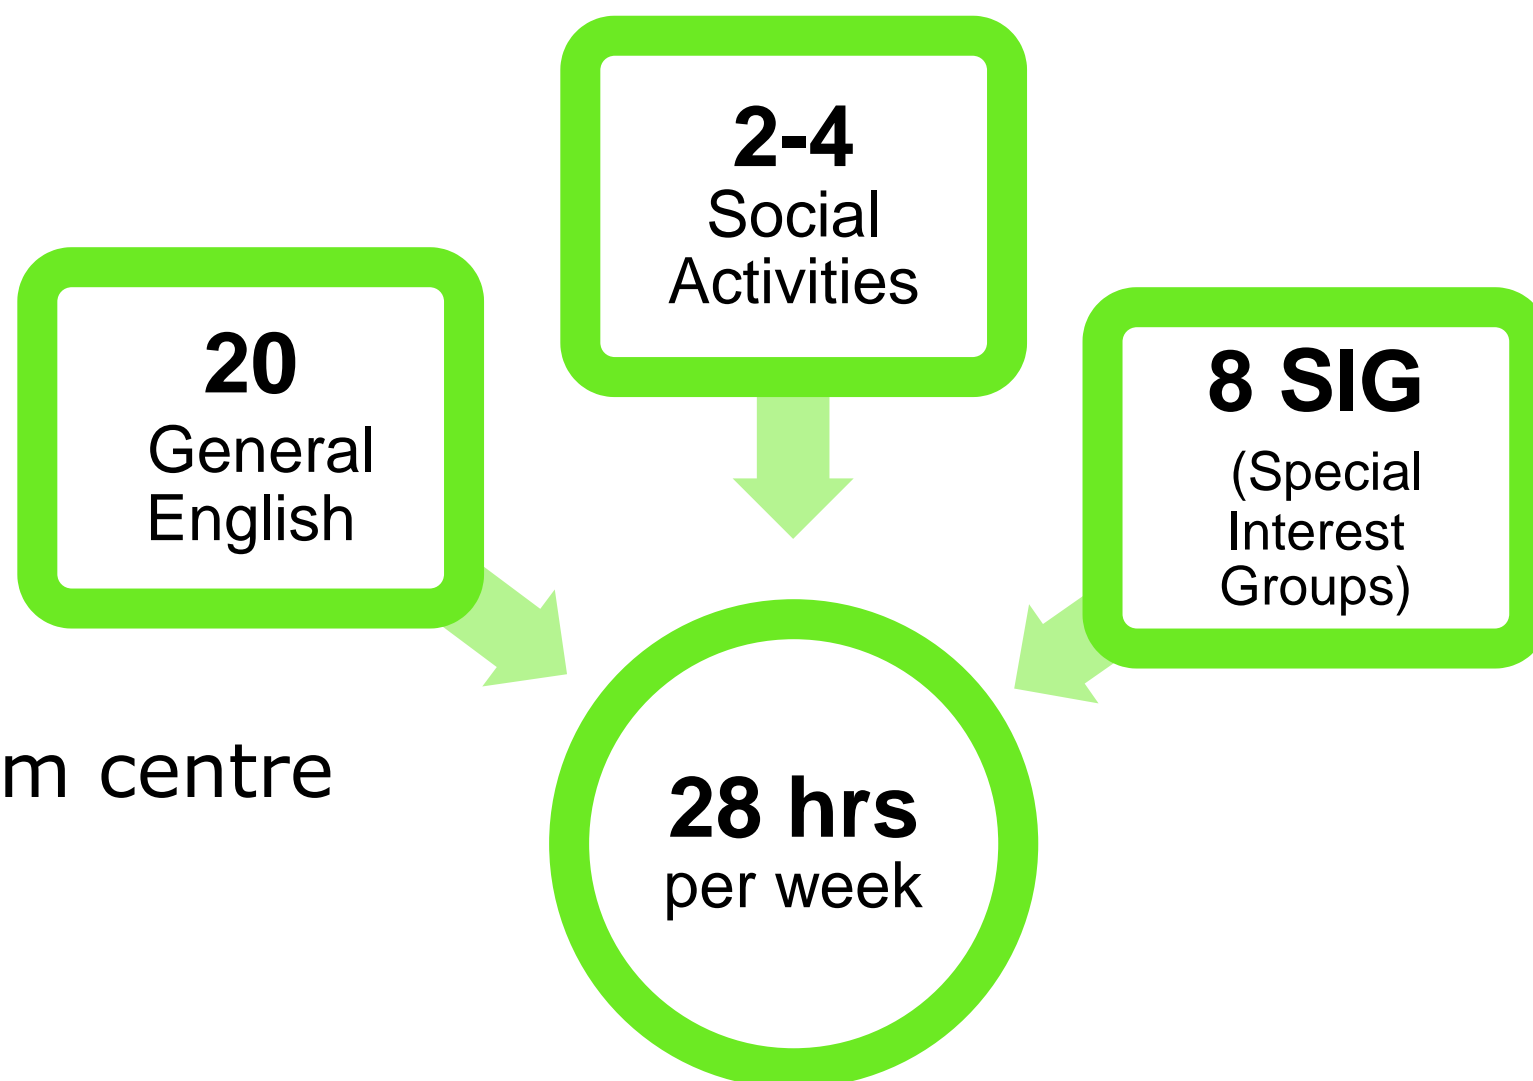 2-4
Social
Activities
20
General
English
8 SIG
(Special
Interest
Groups)
centre
28 hrs
per week